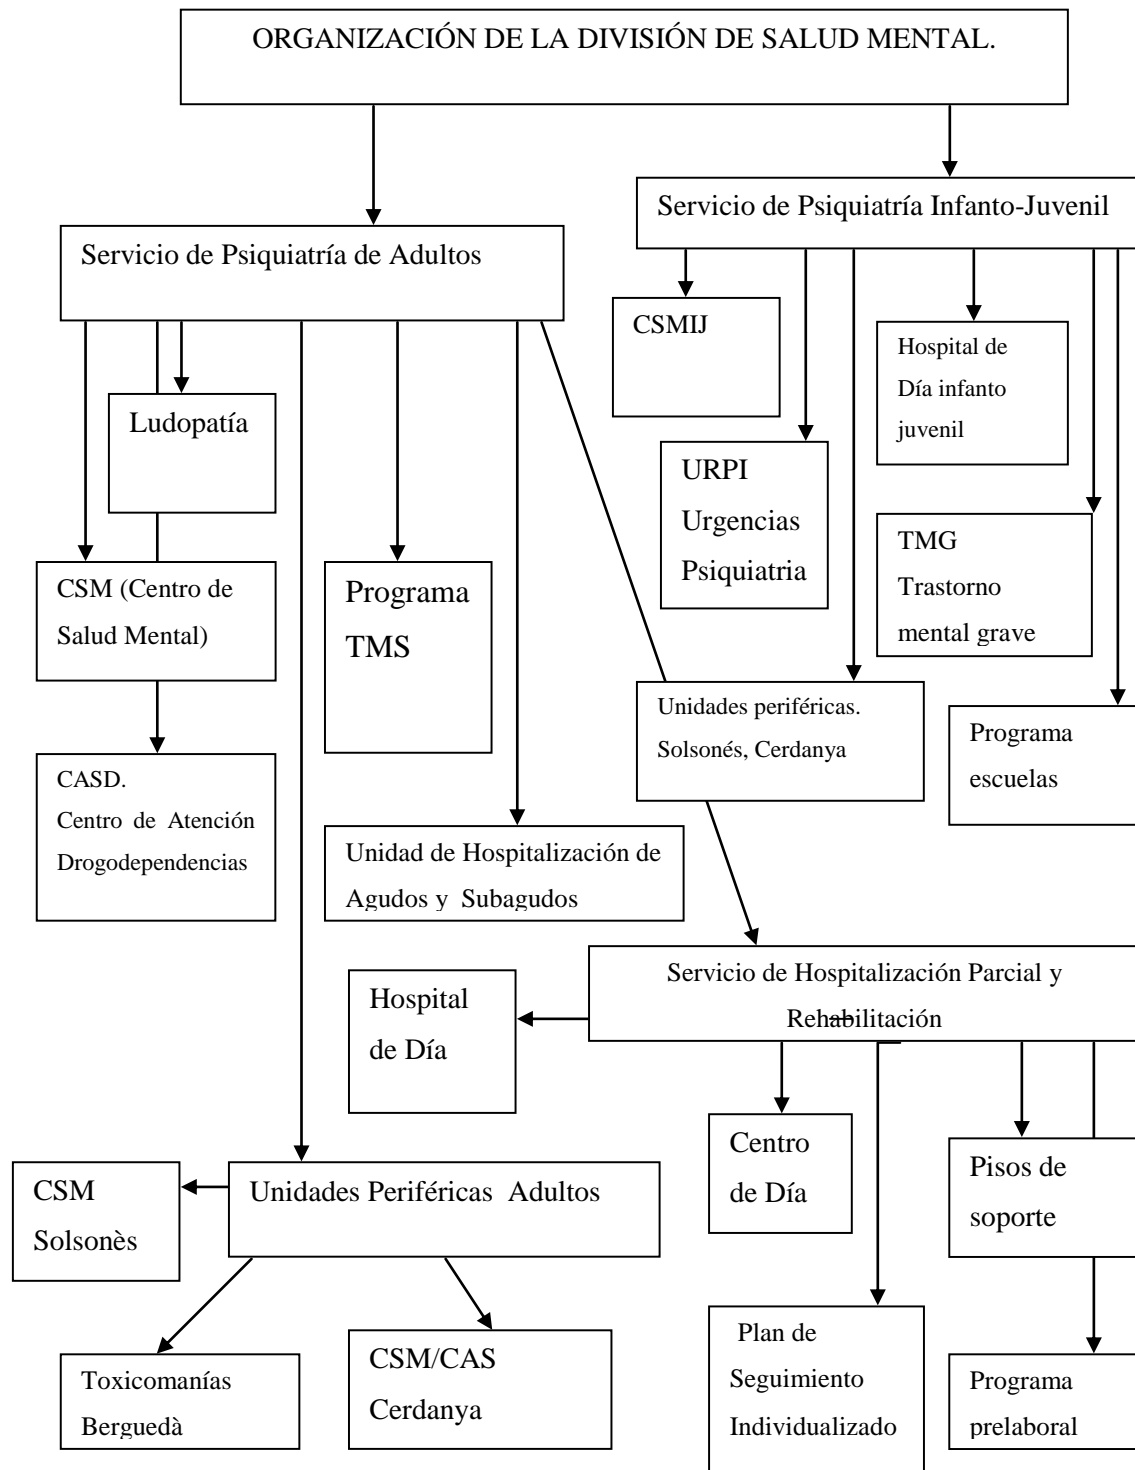 ORGANIZACIÓN DE LA DIVISIÓN DE SALUD MENTAL.
Servicio de Psiquiatría Infanto-Juvenil
Servicio de Psiquiatría de Adultos
CSMIJ
Hospital de
Día infanto
juvenil
Ludopatía
URPI
Urgencias
Psiquiatria
TMG
Trastorno
mental grave
CSM (Centro de
Salud Mental)
Programa
TMS
Unidades periféricas.
Solsonés, Cerdanya
Programa
escuelas
CASD.
Centro de Atención
Drogodependencias
Unidad de Hospitalización de
Agudos y Subagudos
Servicio de Hospitalización Parcial y
Rehabilitación
Hospital
de Día
Centro
de Día
Pisos de
soporte
CSM
Solsonès
Unidades Periféricas Adultos
Plan de
Seguimiento
Individualizado
Programa
prelaboral
Toxicomanías
Berguedà
CSM/CAS
Cerdanya